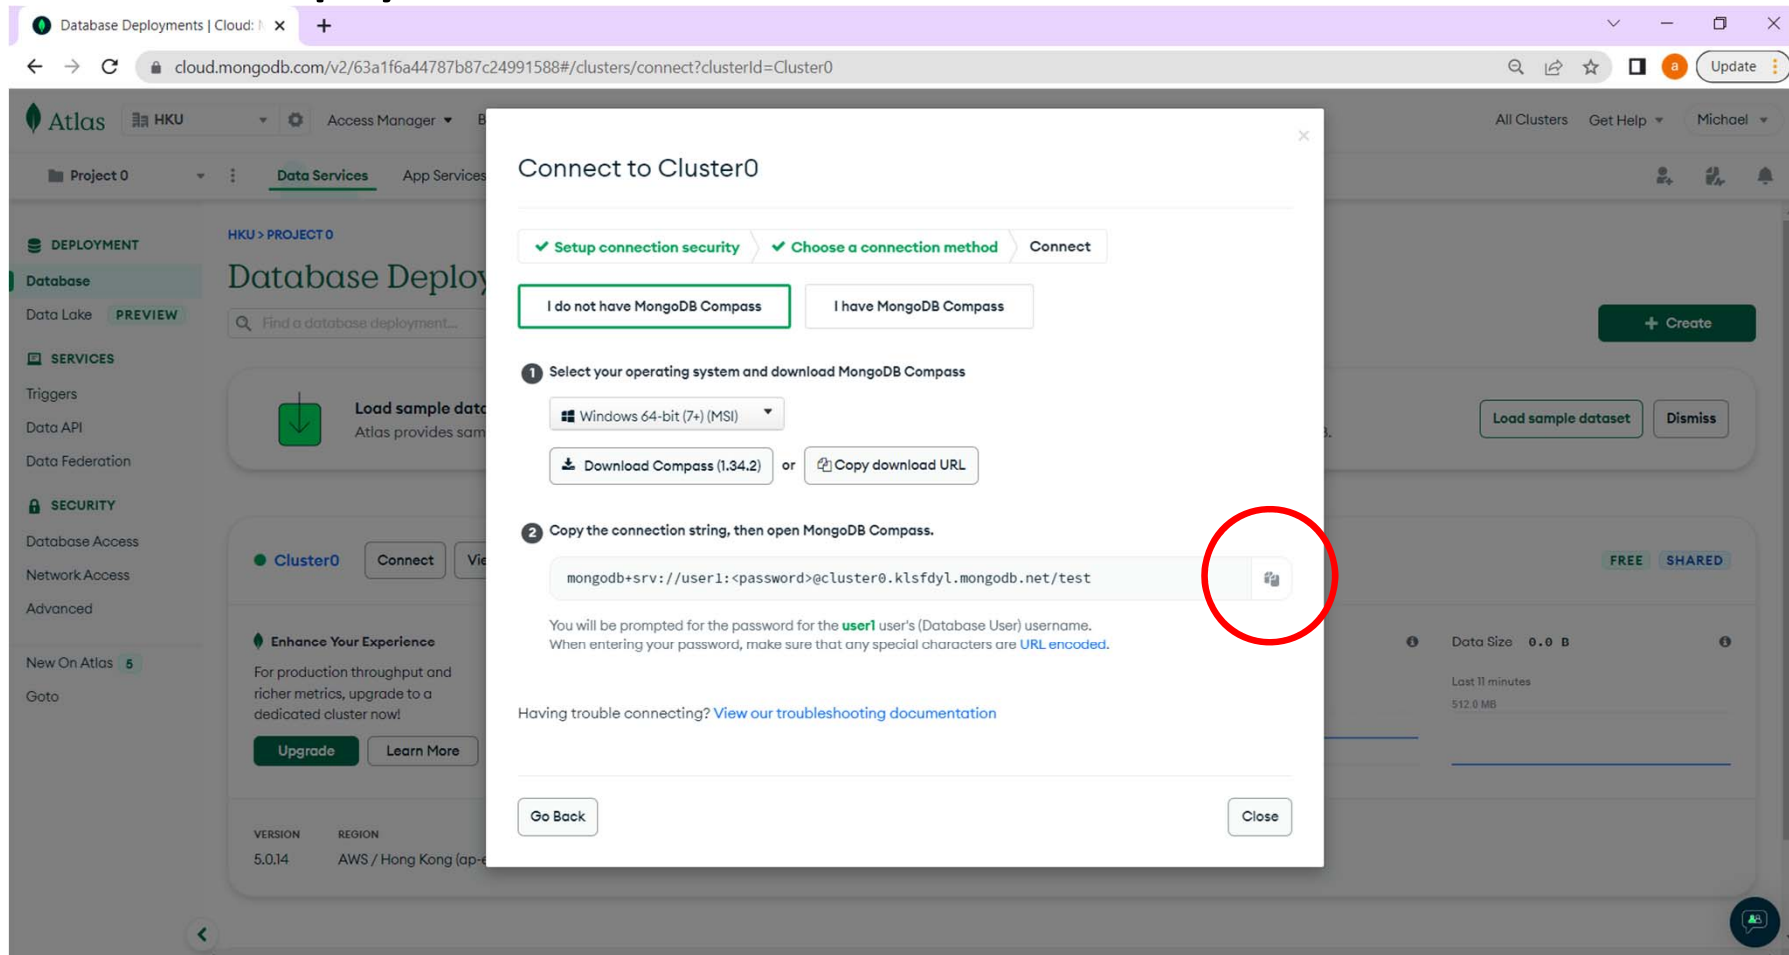 Database Deployments | Cloud:
cloud.mongodb.com/v2/63a1f6a44787b87c24991588#/clusters/connect?clusterId=Cluster0
a
Update
Atlas
HKU
Access Manager
All Clusters
Get Help
Michael
Project 0
Data Services
App Services
DEPLOYMENT
Database
Data Lake PREVIEW
SERVICES
Triggers
Data API
Data Federation
SECURITY
Database Access
Network Access
Advanced
New On Atlas 5
Goto
HKU > PROJECT 0
Database Deploy
Find a database deployment...
+ Create
Load sample data
Atlas provides sam
Load sample dataset
Dismiss
Cluster0
Connect
Vie
FREE
SHARED
Enhance Your Experience
For production throughput and
richer metrics, upgrade to a
dedicated cluster now!
Upgrade
Learn More
Data Size 0.0 B
Last 11 minutes
512.0 MB
VERSION
REGION
5.0.14
AWS / Hong Kong (ap-e
Connect to Cluster0
Setup connection security
Choose a connection method
Connect
I do not have MongoDB Compass
I have MongoDB Compass
1 Select your operating system and download MongoDB Compass
Windows 64-bit (7+) (MSI)
Download Compass (1.34.2) or Copy download URL
2 Copy the connection string, then open MongoDB Compass.
mongodb+srv://user1:<password>@cluster0.klsfdyl.mongodb.net/test
You will be prompted for the password for the user1 user's (Database User) username.
When entering your password, make sure that any special characters are URL encoded.
Having trouble connecting? View our troubleshooting documentation
Go Back
Close